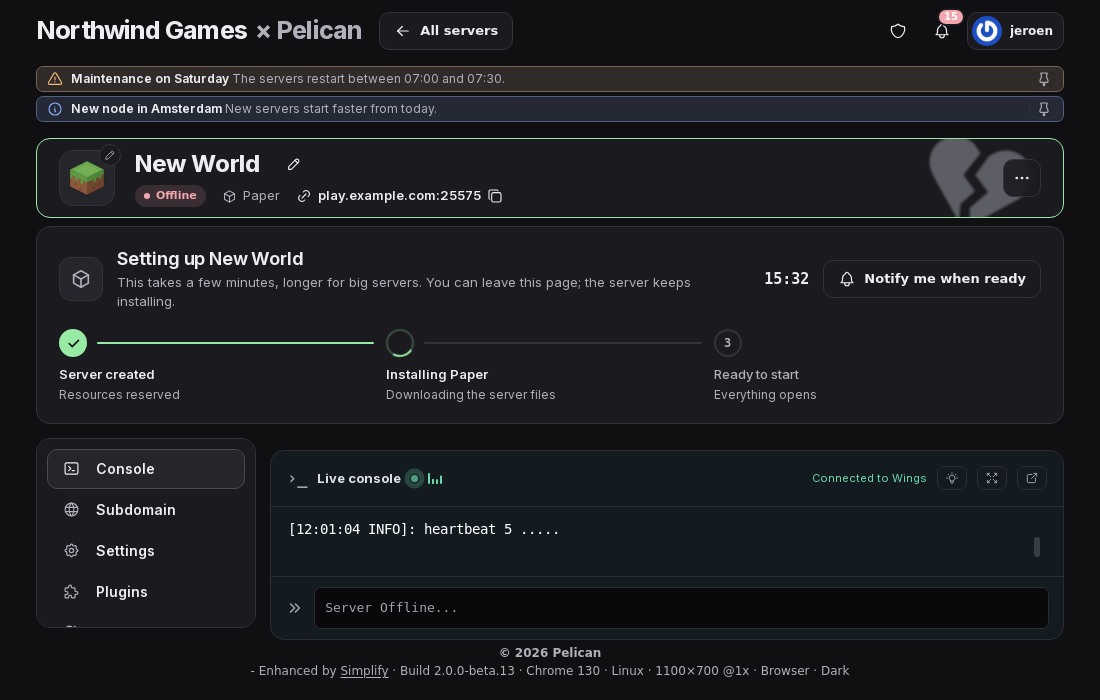 Northwind Games × Pelican
All servers
15
jeroen
Maintenance on Saturday The servers restart between 07:00 and 07:30.
New node in Amsterdam New servers start faster from today.
New World
Offline
Paper
play.example.com:25575
...
Setting up New World
This takes a few minutes, longer for big servers. You can leave this page; the server keeps
installing.
15:32
Notify me when ready
3
Server created
Installing Paper
Ready to start
Resources reserved
Downloading the server files
Everything opens
Console
Subdomain
Settings
Plugins
Live console
Connected to Wings
[12:01:04 INFO]: heartbeat 5 .....
Server Offline...
© 2026 Pelican
- Enhanced by Simplify · Build 2.0.0-beta.13 · Chrome 130 · Linux · 1100×700 @1x · Browser · Dark